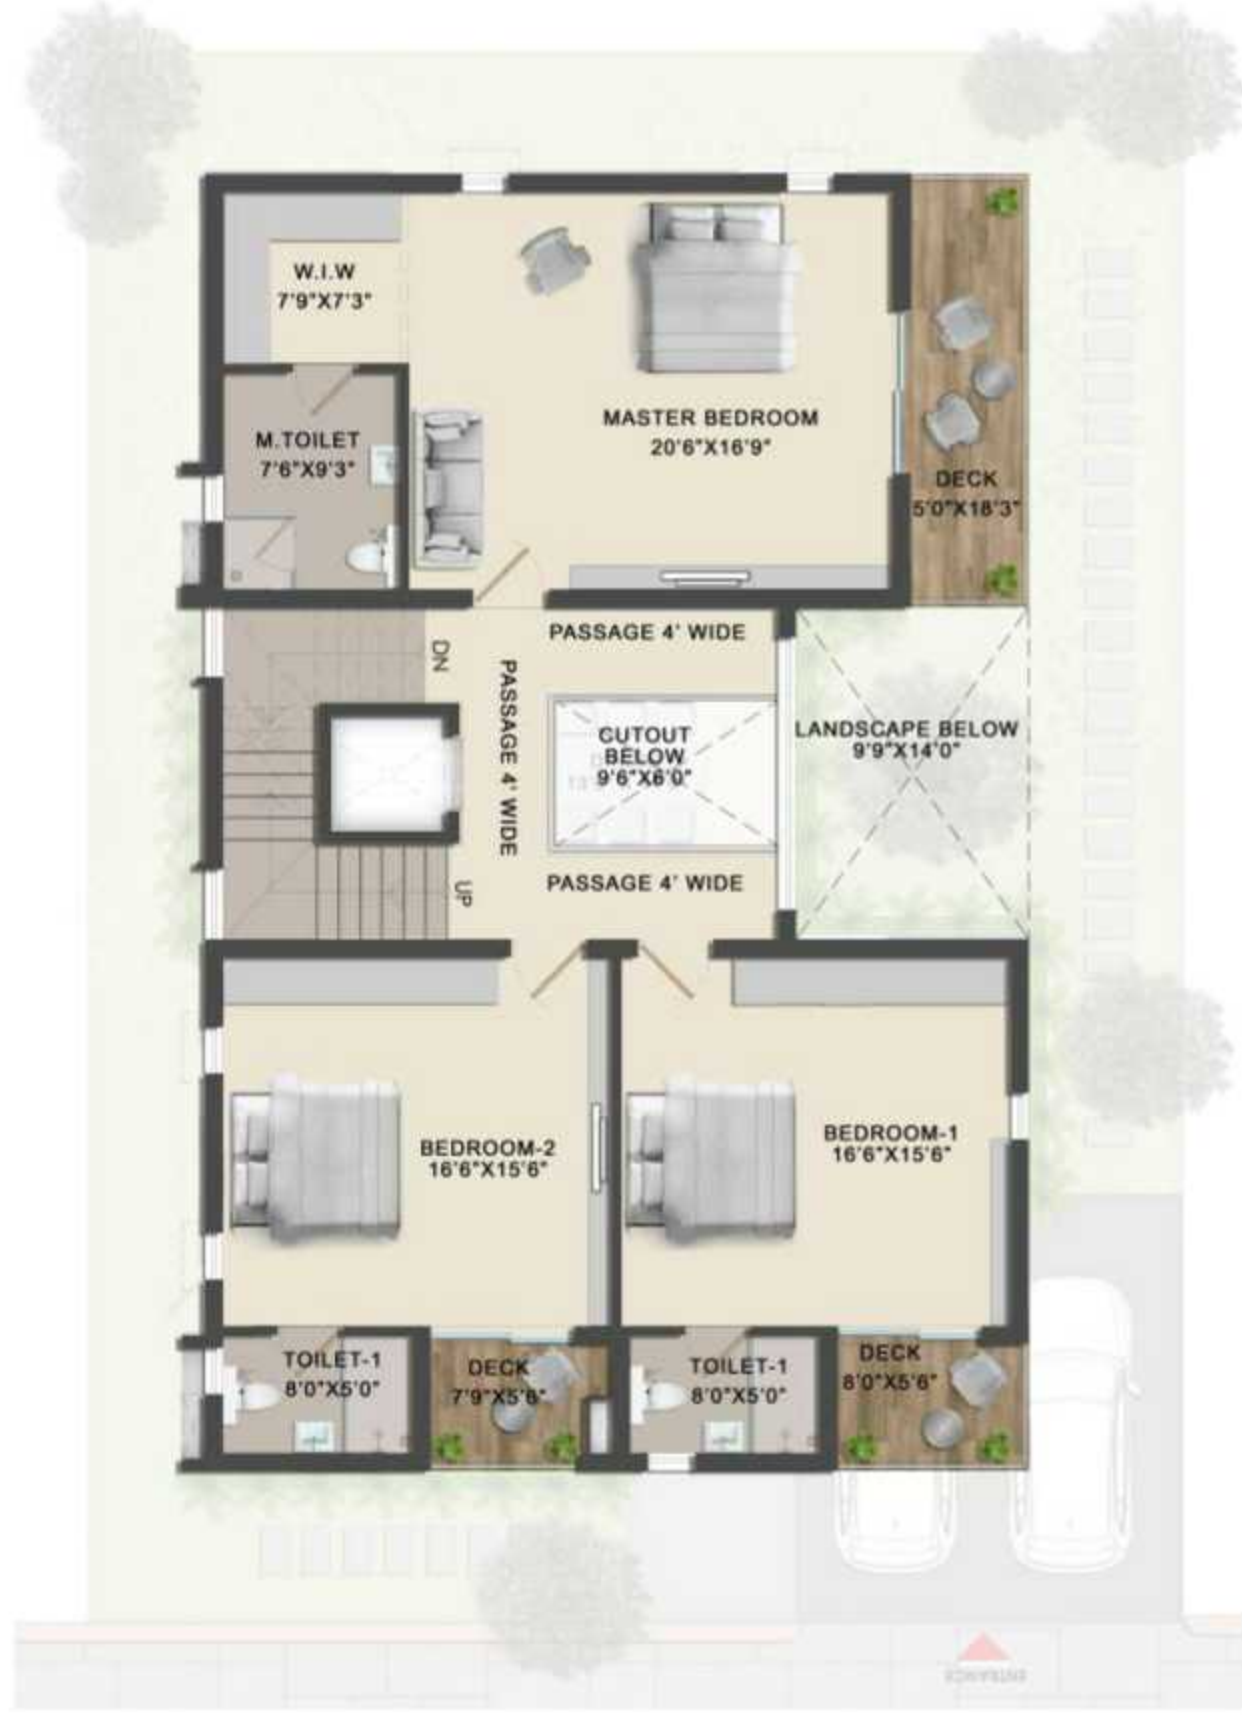 W.I.W
7'9"X7'3"
MASTER BEDROOM
20'6"X16'9"
M.TOILET
7'6"X9'3"
DECK
5'0"X18'3"
PASSAGE 4' WIDE
DN
PASSAGE 4' WIDE
CUTOUT
BELOW
9'6"X6'0"
LANDSCAPE BELOW
9'9"X14'0"
UP
PASSAGE 4' WIDE
BEDROOM-2
16'6"X15'6"
BEDROOM-1
16'6"X15'6"
TOILET-1
8'0"X5'0"
DECK
7'9"X5'6"
TOILET-1
8'0"X5'0"
DECK
8'0"X5'6"
ENTRANCE